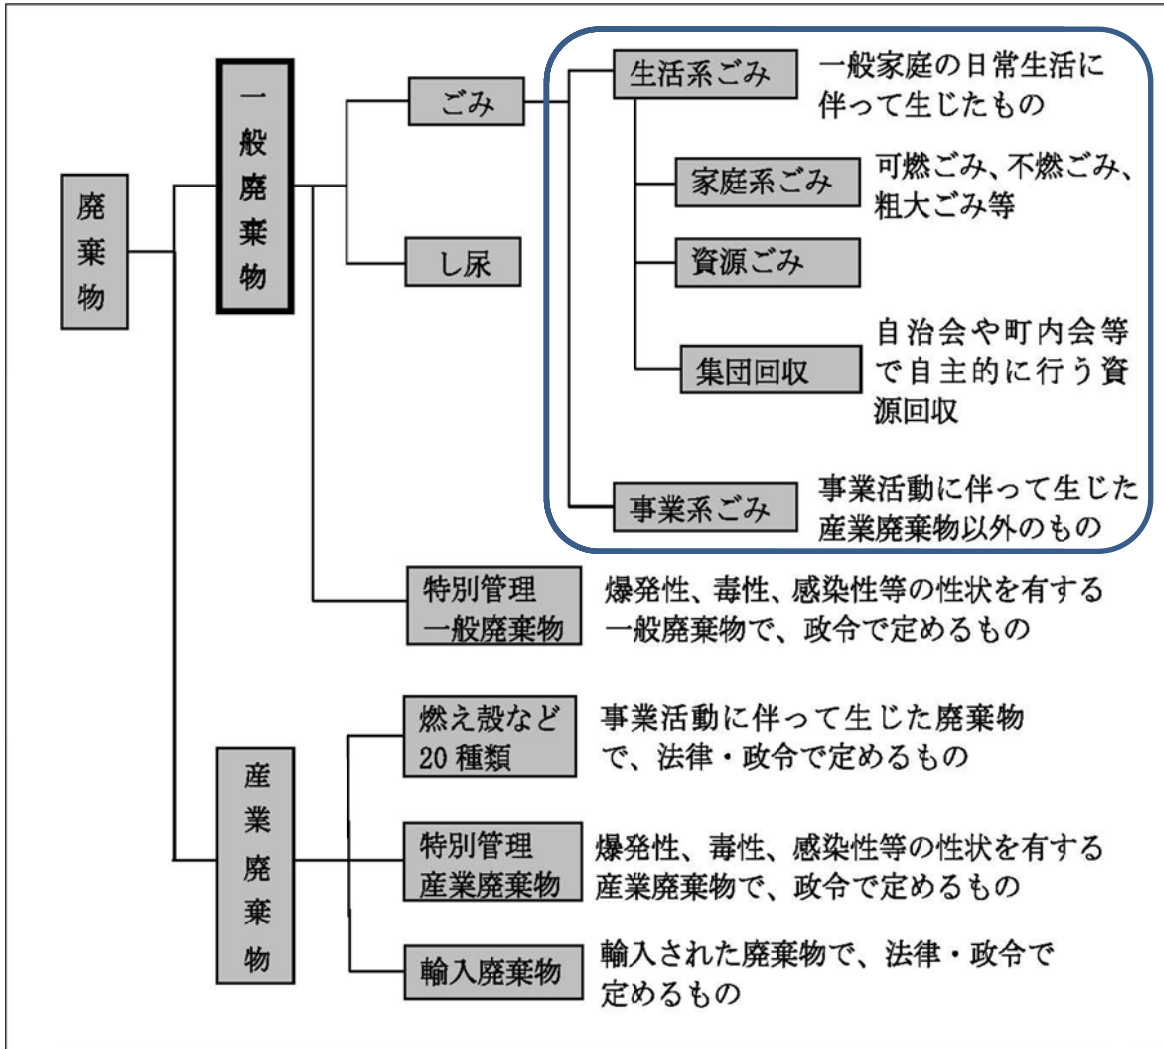 廃棄物
一般廃棄物
ごみ
生活系ごみ
一般家庭の日常生活に
伴って生じたもの
家庭系ごみ
可燃ごみ、不燃ごみ、
粗大ごみ等
資源ごみ
集団回収
自治会や町内会等
で自主的に行う資
源回収
事業系ごみ
事業活動に伴って生じた
産業廃棄物以外のもの
し尿
特別管理
一般廃棄物
爆発性、毒性、感染性等の性状を有する
一般廃棄物で、政令で定めるもの
産業廃棄物
燃え殻など
20 種類
事業活動に伴って生じた廃棄物
で、法律・政令で定めるもの
特別管理
産業廃棄物
爆発性、毒性、感染性等の性状を有する
産業廃棄物で、政令で定めるもの
輸入廃棄物
輸入された廃棄物で、法律・政令で
定めるもの